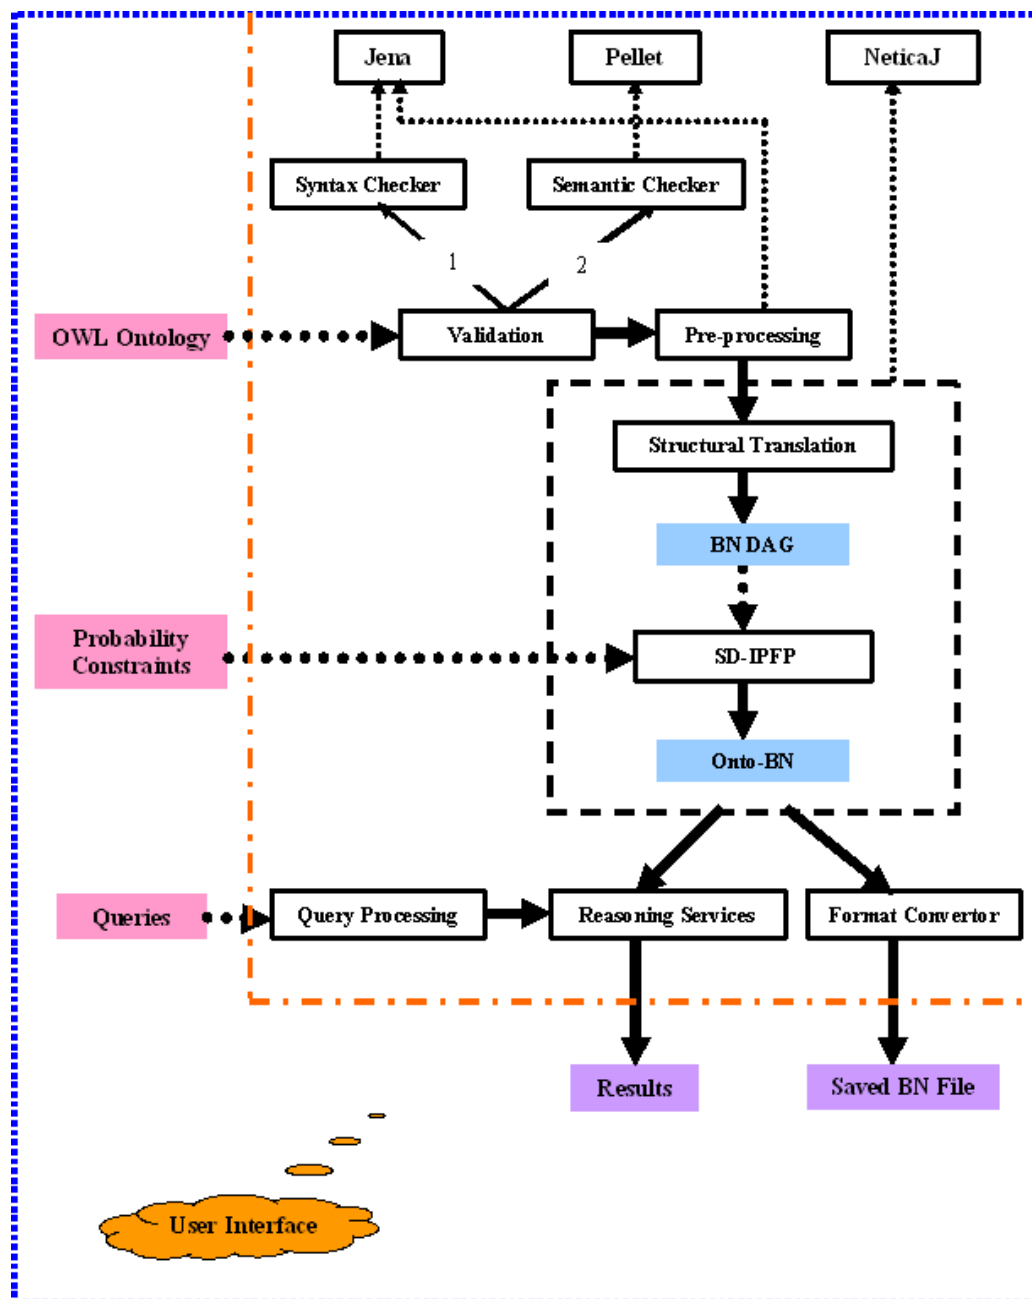 Jena
Pellet
NeticaJ
Syntax Checker
Semantic Checker
1
2
OWL Ontology
Validation
Pre-processing
Structural Translation
BN DAG
Probability
Constraints
SD-IPFP
Onto-BN
Queries
Query Processing
Reasoning Services
Format Convertor
Results
Saved BN File
User Interface